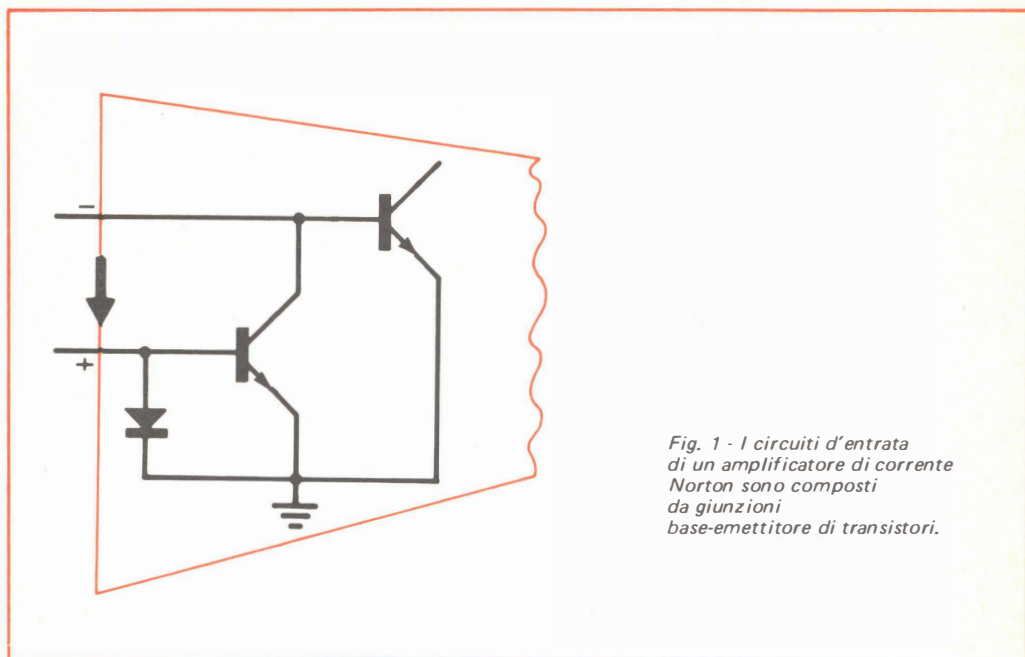 −
+
Fig. 1 - I circuiti d'entrata
di un amplificatore di corrente
Norton sono composti
da giunzioni
base-emettitore di transistori.